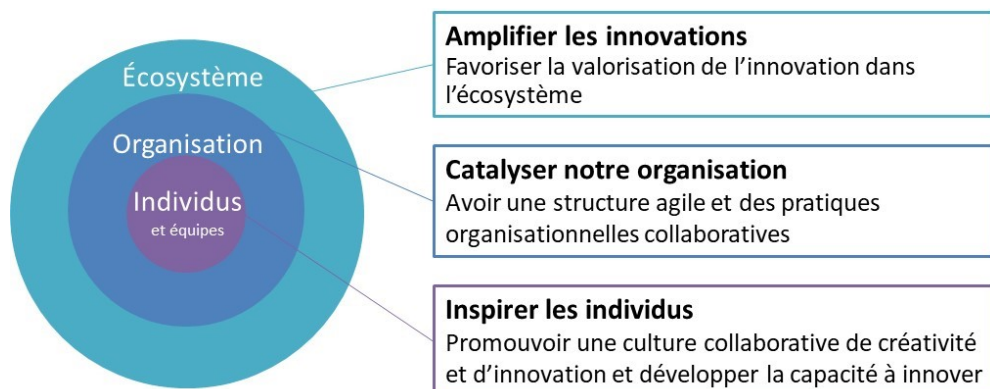 Écosystème
Organisation
Individus
et équipes
Amplifier les innovations
Favoriser la valorisation de l'innovation dans
l'écosystème
Catalyser notre organisation
Avoir une structure agile et des pratiques
organisationnelles collaboratives
Inspirer les individus
Promouvoir une culture collaborative de créativité
et d'innovation et développer la capacité à innover